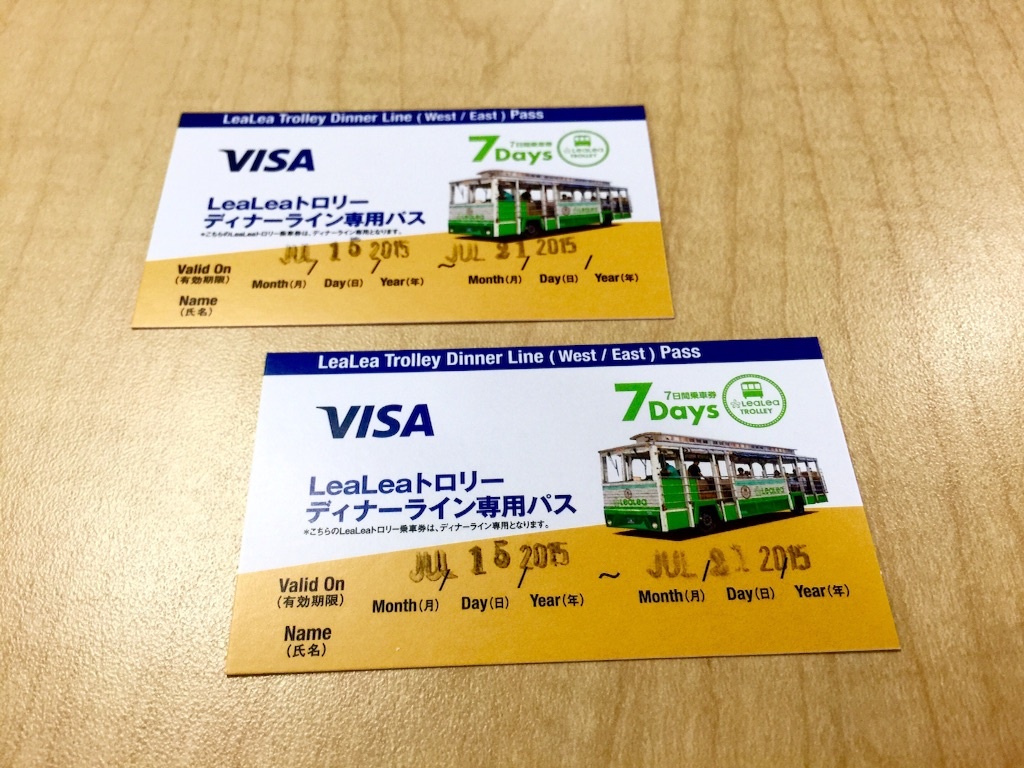 LeaLea Trolley Dinner Line ( West / East ) Pass
VISA
7Days
7日間乗車券
LeaLea
TROLLEY
LeaLeaトロリー
ディナーライン専用パス
*こちらのLeaLeaトロリー乗車券は、ディナーライン専用となります。
JUL 15 2015 ~ JUL 21 2015
Valid On
(有効期限)
Month(月) / Day(日) / Year(年) Month(月) / Day(日) / Year(年)
Name
(氏名)
LeaLea Trolley Dinner Line ( West / East ) Pass
VISA
7Days
7日間乗車券
LeaLea
TROLLEY
LeaLeaトロリー
ディナーライン専用パス
LeaLea
LeaLea
*こちらのLeaLeaトロリー乗車券は、ディナーライン専用となります。
JUL 15 2015 ~ JUL 21 2015
Valid On
(有効期限)
Month(月) / Day(日) / Year(年) Month(月) / Day(日) / Year(年)
Name
(氏名)